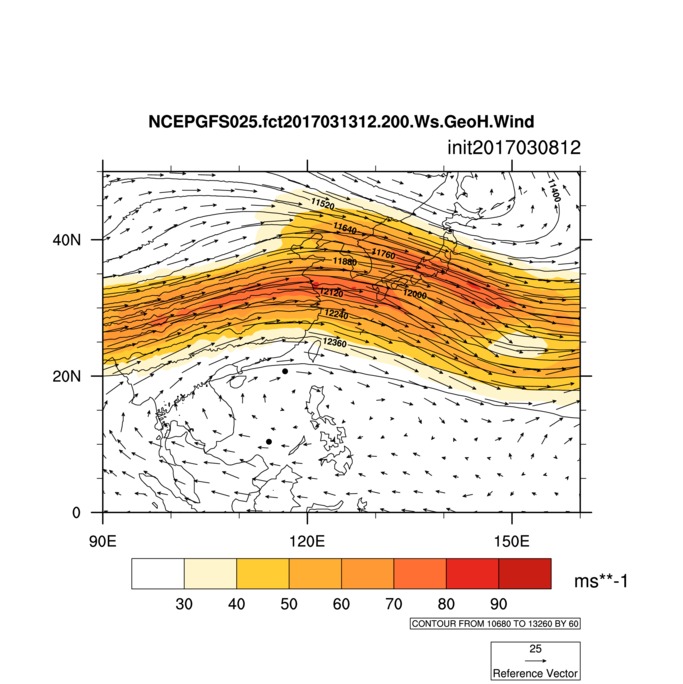 NCEPGFS025.fct2017031312.200.Ws.GeoH.Wind
init2017030812
11400
11520
11640
40N
11760
11880
12120
12000
12240
12360
20N
0
90E 120E 150E
ms**-1
30 40 50 60 70 80 90
CONTOUR FROM 10680 TO 13260 BY 60
25
Reference Vector